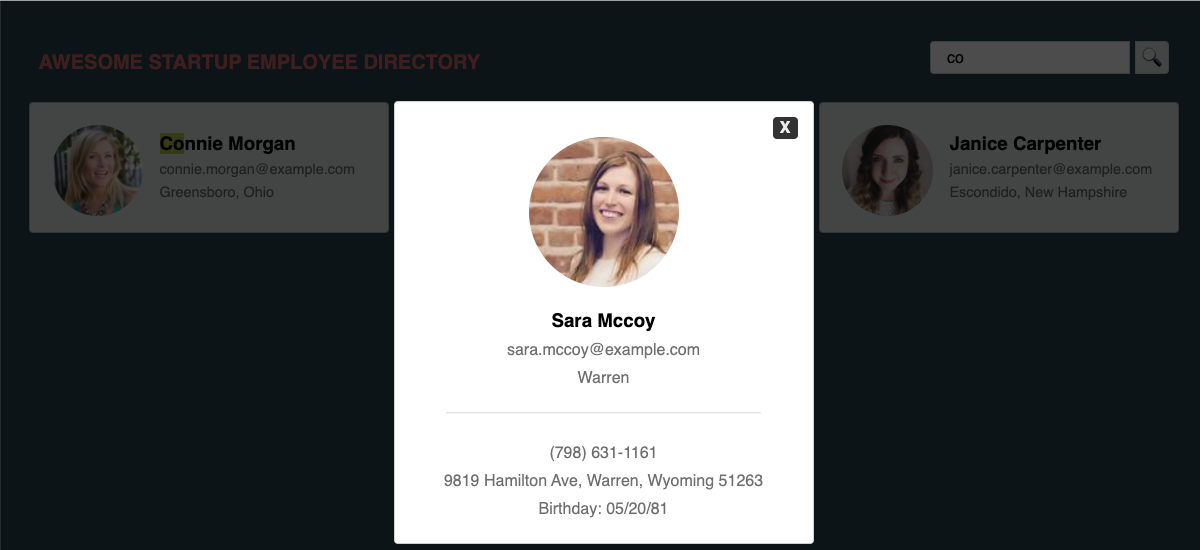 AWESOME STARTUP EMPLOYEE DIRECTORY
co
Connie Morgan
connie.morgan@example.com
Greensboro, Ohio
X
Sara Mccoy
sara.mccoy@example.com
Warren
(798) 631-1161
9819 Hamilton Ave, Warren, Wyoming 51263
Birthday: 05/20/81
Janice Carpenter
janice.carpenter@example.com
Escondido, New Hampshire